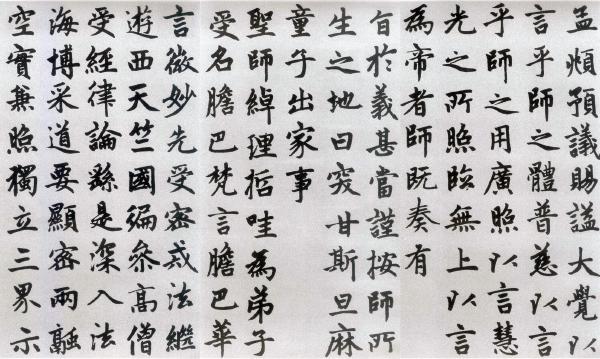 孟頫預議賜謚大覺以
言乎師之體普慈以言
乎師之用廣照以言慧
光之所照臨無上以言
為帝者師既奏有
旨於義甚當謹按師所
生之地曰突甘斯旦麻
童子出家事
聖師綽理哲哇為弟子
受名膽巴梵言膽巴華
言微妙先受密戒法繼
遊西天竺國徧參高僧
受經律論繇是深入法
海博采道要顯密兩融
空實兼照獨立三界示